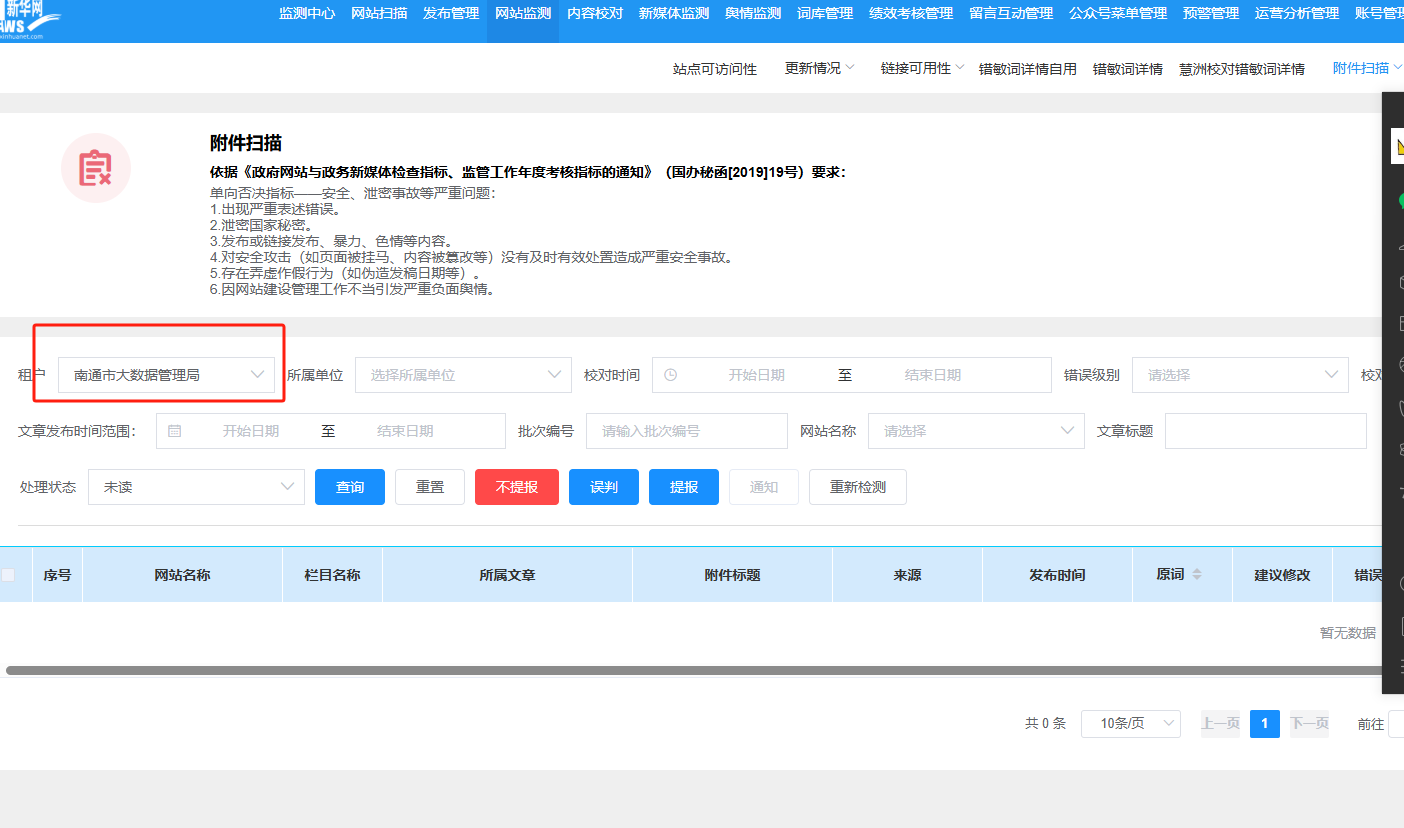 新华网
NEWS
xinhuanet.com
监测中心 网站扫描 发布管理 网站监测 内容校对 新媒体监测 舆情监测 词库管理 绩效考核管理 留言互动管理 公众号菜单管理 预警管理 运营分析管理 账号管
站点可访问性 更新情况 链接可用性 错敏词详情自用 错敏词详情 慧洲校对错敏词详情 附件扫描
附件扫描
依据《政府网站与政务新媒体检查指标、监管工作年度考核指标的通知》（国办秘函[2019]19号）要求：
单向否决指标——安全、泄密事故等严重问题：
1.出现严重表述错误。
2.泄密国家秘密。
3.发布或链接发布、暴力、色情等内容。
4.对安全攻击（如页面被挂马、内容被篡改等）没有及时有效处置造成严重安全事故。
5.存在弄虚作假行为（如伪造发稿日期等）。
6.因网站建设管理工作不当引发严重负面舆情。
租户 南通市大数据管理局 所属单位 选择所属单位 校对时间 开始日期 至 结束日期 错误级别 请选择 校
文章发布时间范围： 开始日期 至 结束日期 批次编号 请输入批次编号 网站名称 请选择 文章标题
处理状态 未读 查询 重置 不提报 误判 提报 通知 重新检测
序号 网站名称 栏目名称 所属文章 附件标题 来源 发布时间 原词 建议修改 错误
暂无数据
共 0 条 10条/页 上一页 1 下一页 前往